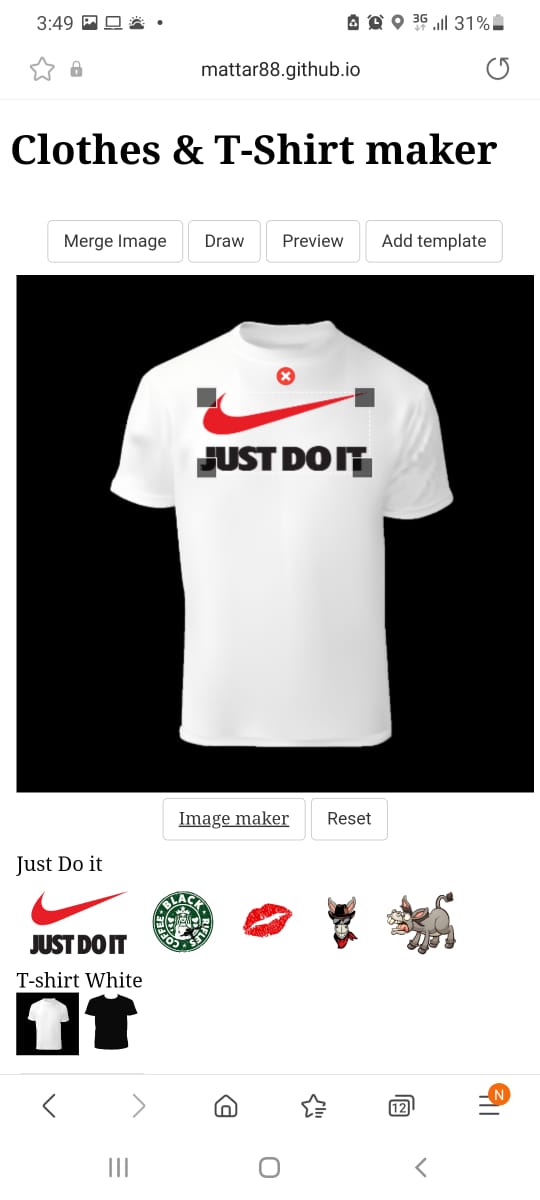 3:49
3G 31%
mattar88.github.io
Clothes & T-Shirt maker
Merge Image Draw Preview Add template
JUST DO IT
Image maker Reset
Just Do it
JUST DO IT
BLACK RIFLES COFFEE
T-shirt White
12
N